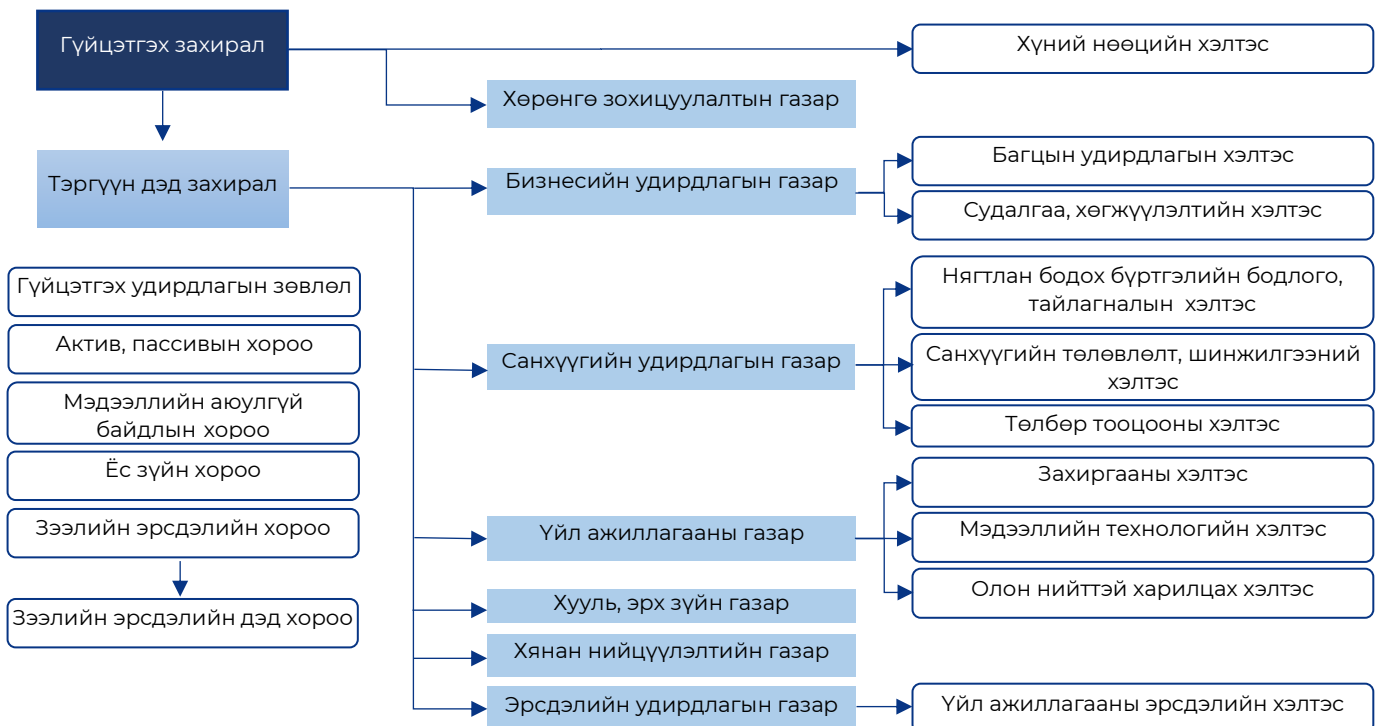 Гүйцэтгэх захирал
Хүний нөөцийн хэлтэс
Хөрөнгө зохицуулалтын газар
Тэргүүн дэд захирал
Бизнесийн удирдлагын газар
Багцын удирдлагын хэлтэс
Судалгаа, хөгжүүлэлтийн хэлтэс
Гүйцэтгэх удирдлагын зөвлөл
Актив, пассивын хороо
Мэдээллийн аюулгүй
байдлын хороо
Ёс зүйн хороо
Зээлийн эрсдэлийн хороо
Зээлийн эрсдэлийн дэд хороо
Санхүүгийн удирдлагын газар
Нягтлан бодох бүртгэлийн бодлого,
тайлагналын хэлтэс
Санхүүгийн төлөвлөлт, шинжилгээний
хэлтэс
Төлбөр тооцооны хэлтэс
Үйл ажиллагааны газар
Захиргааны хэлтэс
Мэдээллийн технологийн хэлтэс
Олон нийттэй харилцах хэлтэс
Хууль, эрх зүйн газар
Хянан нийцүүлэлтийн газар
Эрсдэлийн удирдлагын газар
Үйл ажиллагааны эрсдэлийн хэлтэс